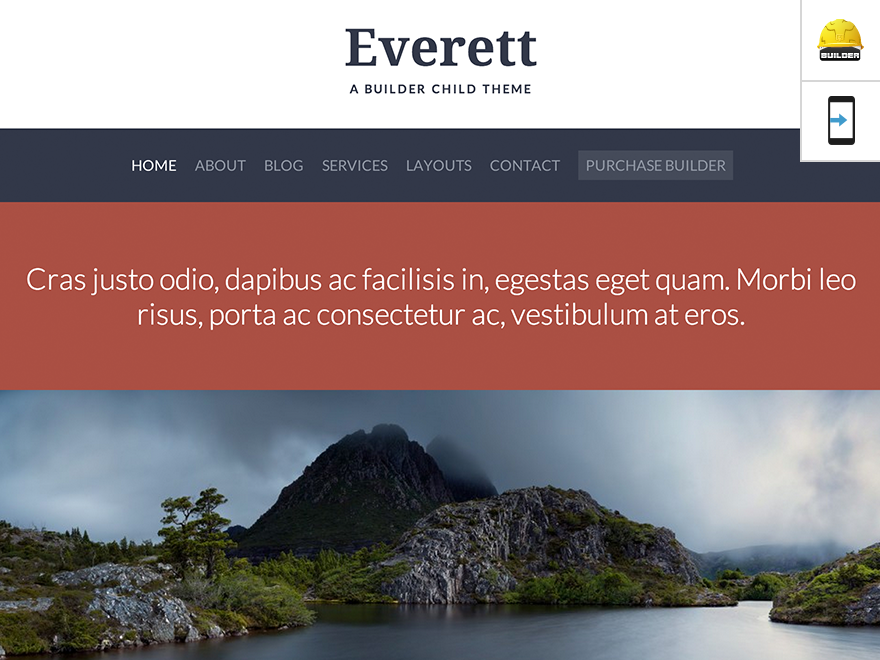 Everett
A BUILDER CHILD THEME
BUILDER
HOME ABOUT BLOG SERVICES LAYOUTS CONTACT PURCHASE BUILDER
Cras justo odio, dapibus ac facilisis in, egestas eget quam. Morbi leo
risus, porta ac consectetur ac, vestibulum at eros.